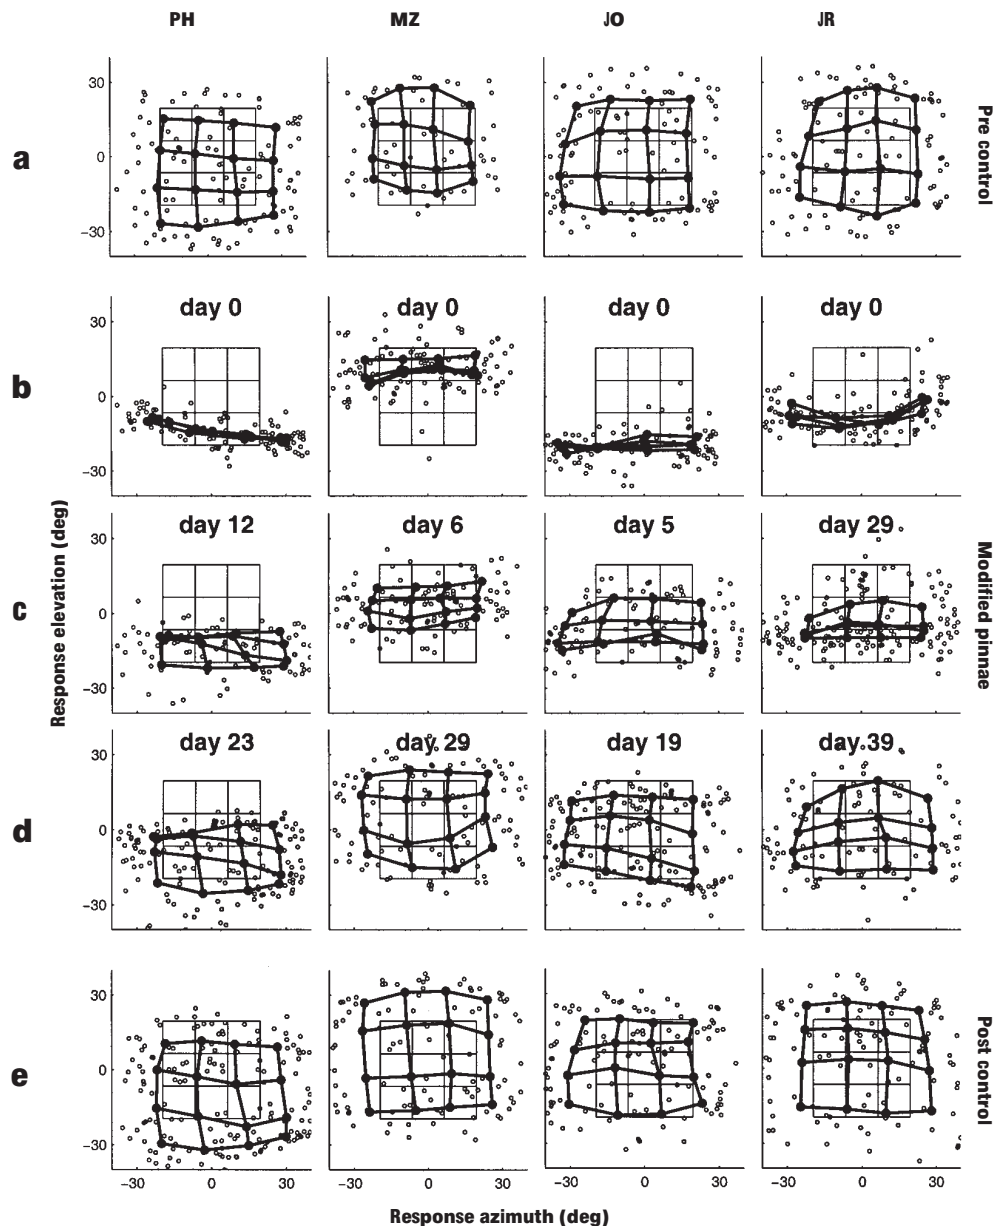 PH MZ JO JR
a
30
0
−30
Pre control
day 0 day 0 day 0 day 0
b
30
0
−30
day 12 day 6 day 5 day 29
c
30
0
−30
Response elevation (deg)
Modified pinnae
day 23 day 29 day 19 day 39
d
30
0
−30
e
30
0
−30
Post control
−30 0 30 −30 0 30 −30 0 30 −30 0 30
Response azimuth (deg)